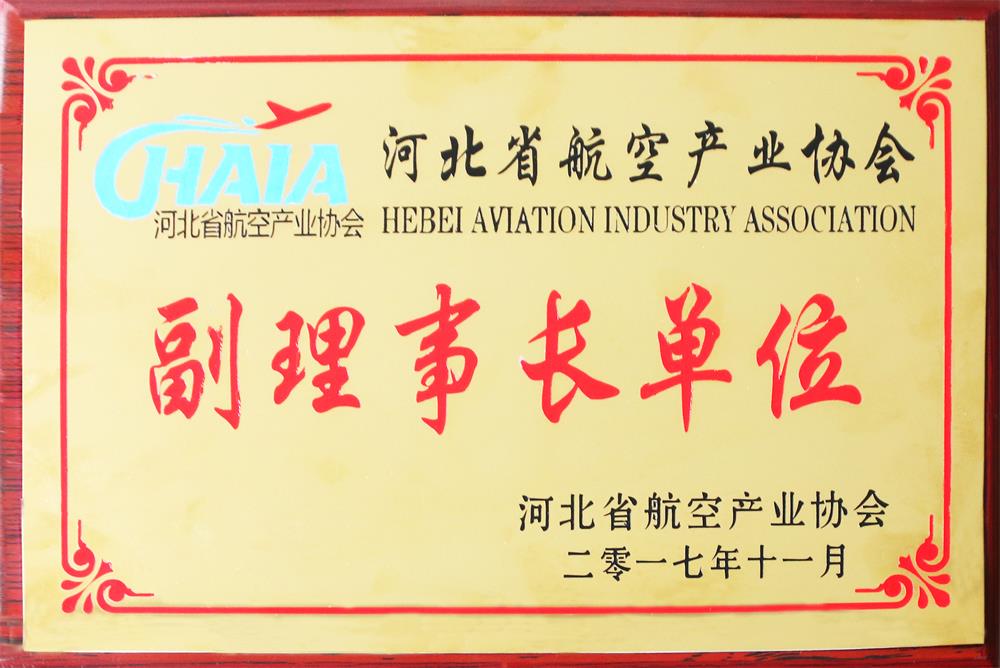 HAIA
河北省航空产业协会
河北省航空产业协会
HEBEI AVIATION INDUSTRY ASSOCIATION
副理事长单位
河北省航空产业协会
二零一七年十一月